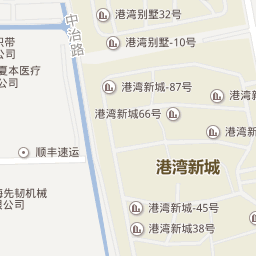 港湾别墅32号
中治路
织带
公司
港湾别墅-10号
夏本医疗
公司
港湾新城-87号
港湾
港湾新城66号
港湾新
顺丰速运
港湾新城
海先韧机械
限公司
港湾新城-45号
港湾新城38号